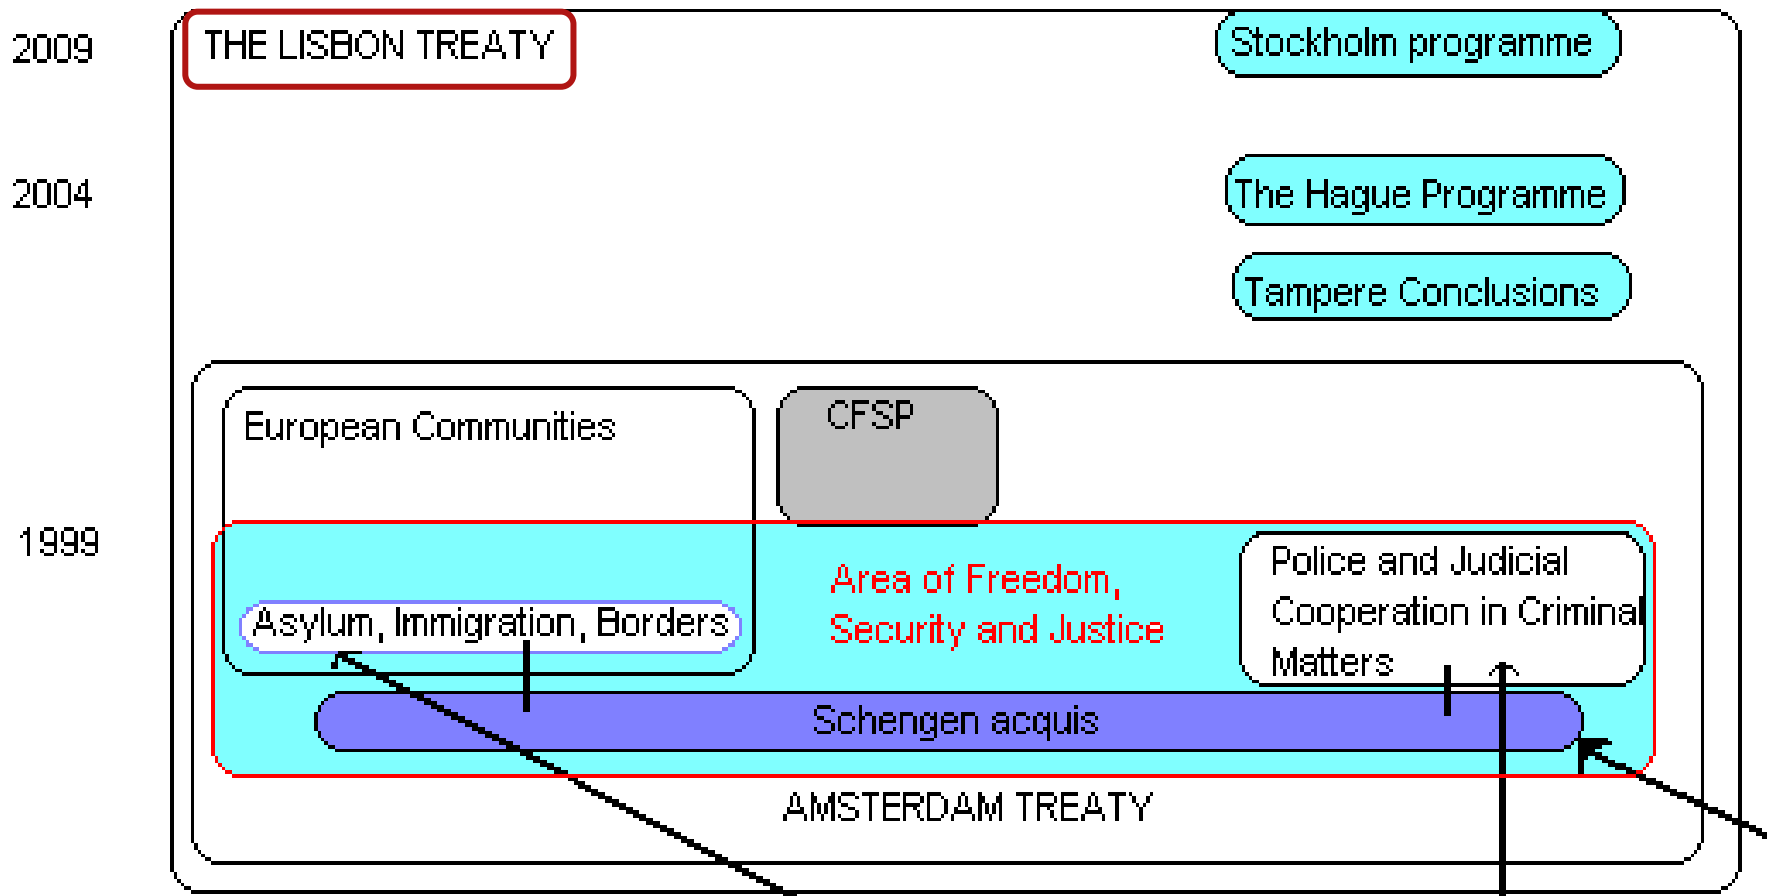 2009
THE LISBON TREATY
Stockholm programme
2004
The Hague Programme
Tampere Conclusions
European Communities
CFSP
1999
Area of Freedom,
Security and Justice
Police and Judicial
Cooperation in Criminal
Matters
Asylum, Immigration, Borders
Schengen acquis
AMSTERDAM TREATY